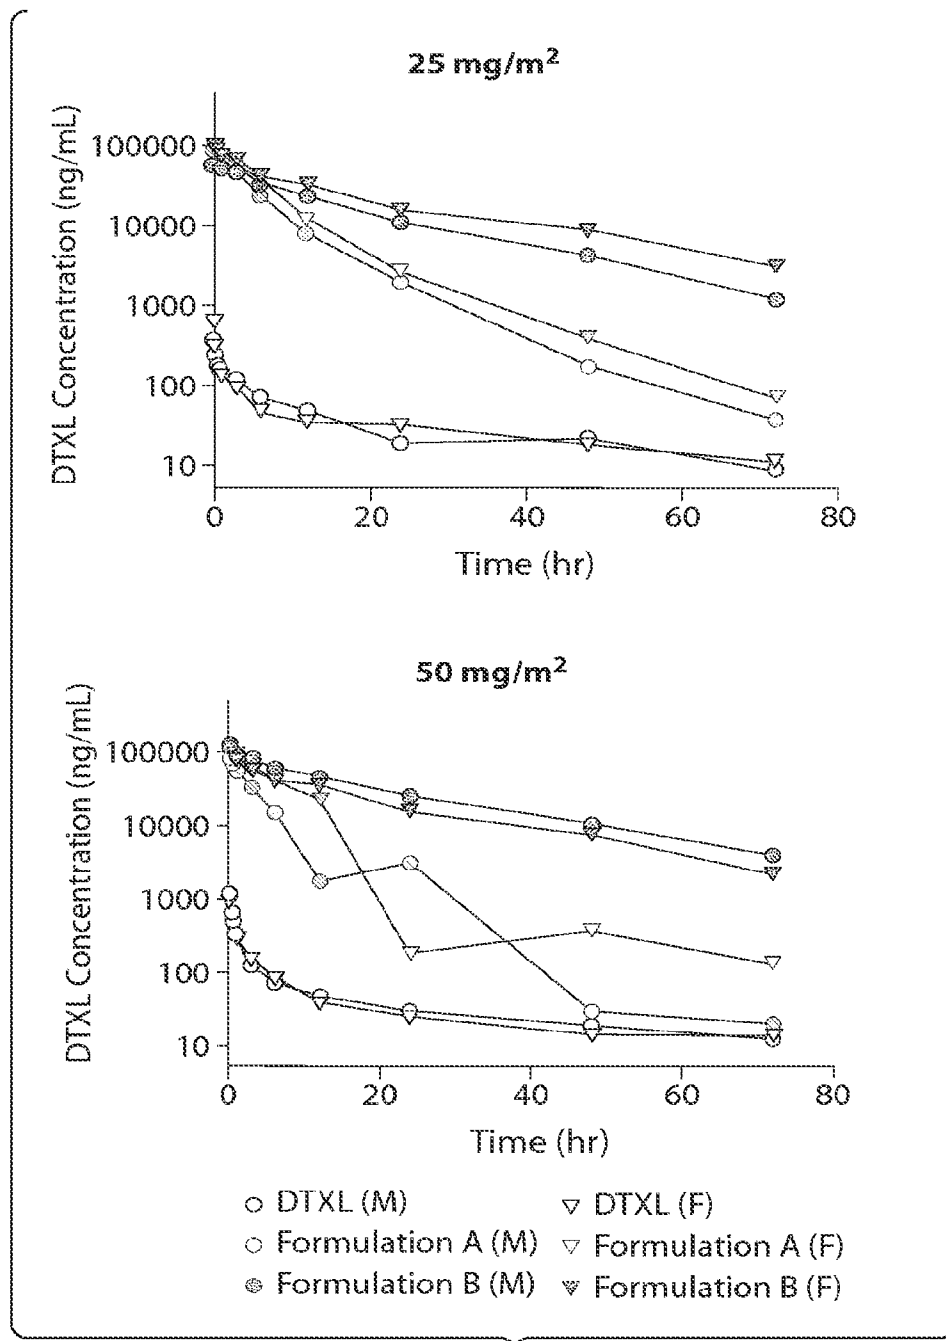 25 mg/m²
DTXL Concentration (ng/mL)
100000
10000
1000
100
10
0 20 40 60 80
Time (hr)
50 mg/m²
DTXL Concentration (ng/mL)
100000
10000
1000
100
10
0 20 40 60 80
Time (hr)
DTXL (M) DTXL (F)
Formulation A (M) Formulation A (F)
Formulation B (M) Formulation B (F)